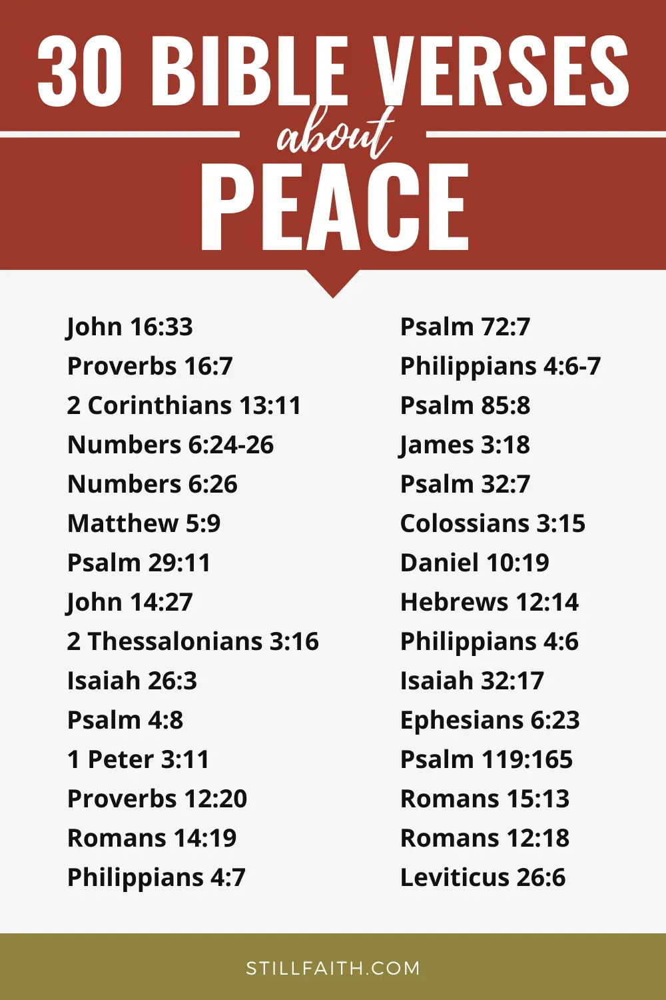 30 BIBLE VERSES
about
PEACE
John 16:33
Proverbs 16:7
2 Corinthians 13:11
Numbers 6:24-26
Numbers 6:26
Matthew 5:9
Psalm 29:11
John 14:27
2 Thessalonians 3:16
Isaiah 26:3
Psalm 4:8
1 Peter 3:11
Proverbs 12:20
Romans 14:19
Philippians 4:7
Psalm 72:7
Philippians 4:6-7
Psalm 85:8
James 3:18
Psalm 32:7
Colossians 3:15
Daniel 10:19
Hebrews 12:14
Philippians 4:6
Isaiah 32:17
Ephesians 6:23
Psalm 119:165
Romans 15:13
Romans 12:18
Leviticus 26:6
STILLFAITH.COM